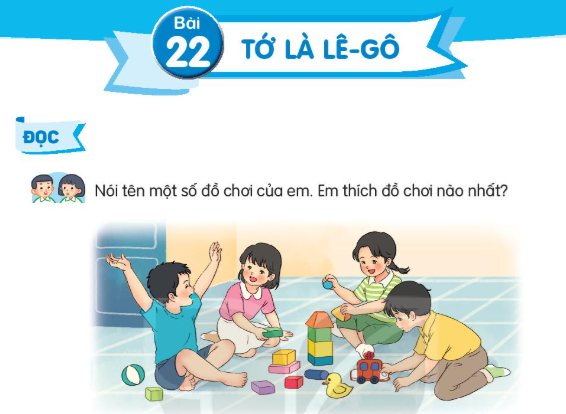 Bài
22
TỚ LÀ LÊ-GÔ
ĐỌC
Nói tên một số đồ chơi của em. Em thích đồ chơi nào nhất?